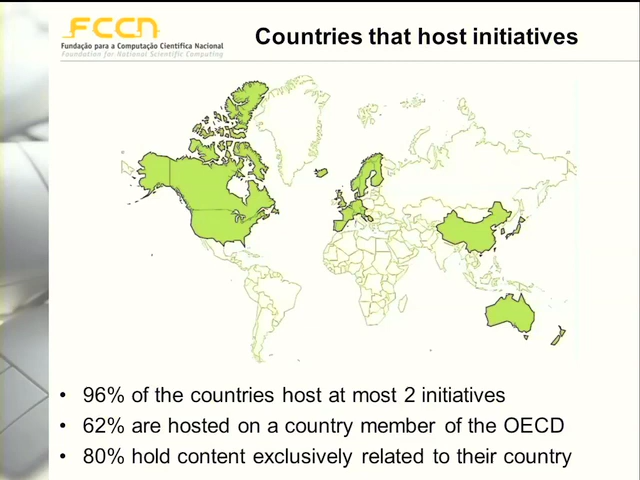 FCCN
Fundação para a Computação Científica Nacional
Foundation for National Scientific Computing
Countries that host initiatives
• 96% of the countries host at most 2 initiatives
• 62% are hosted on a country member of the OECD
• 80% hold content exclusively related to their country